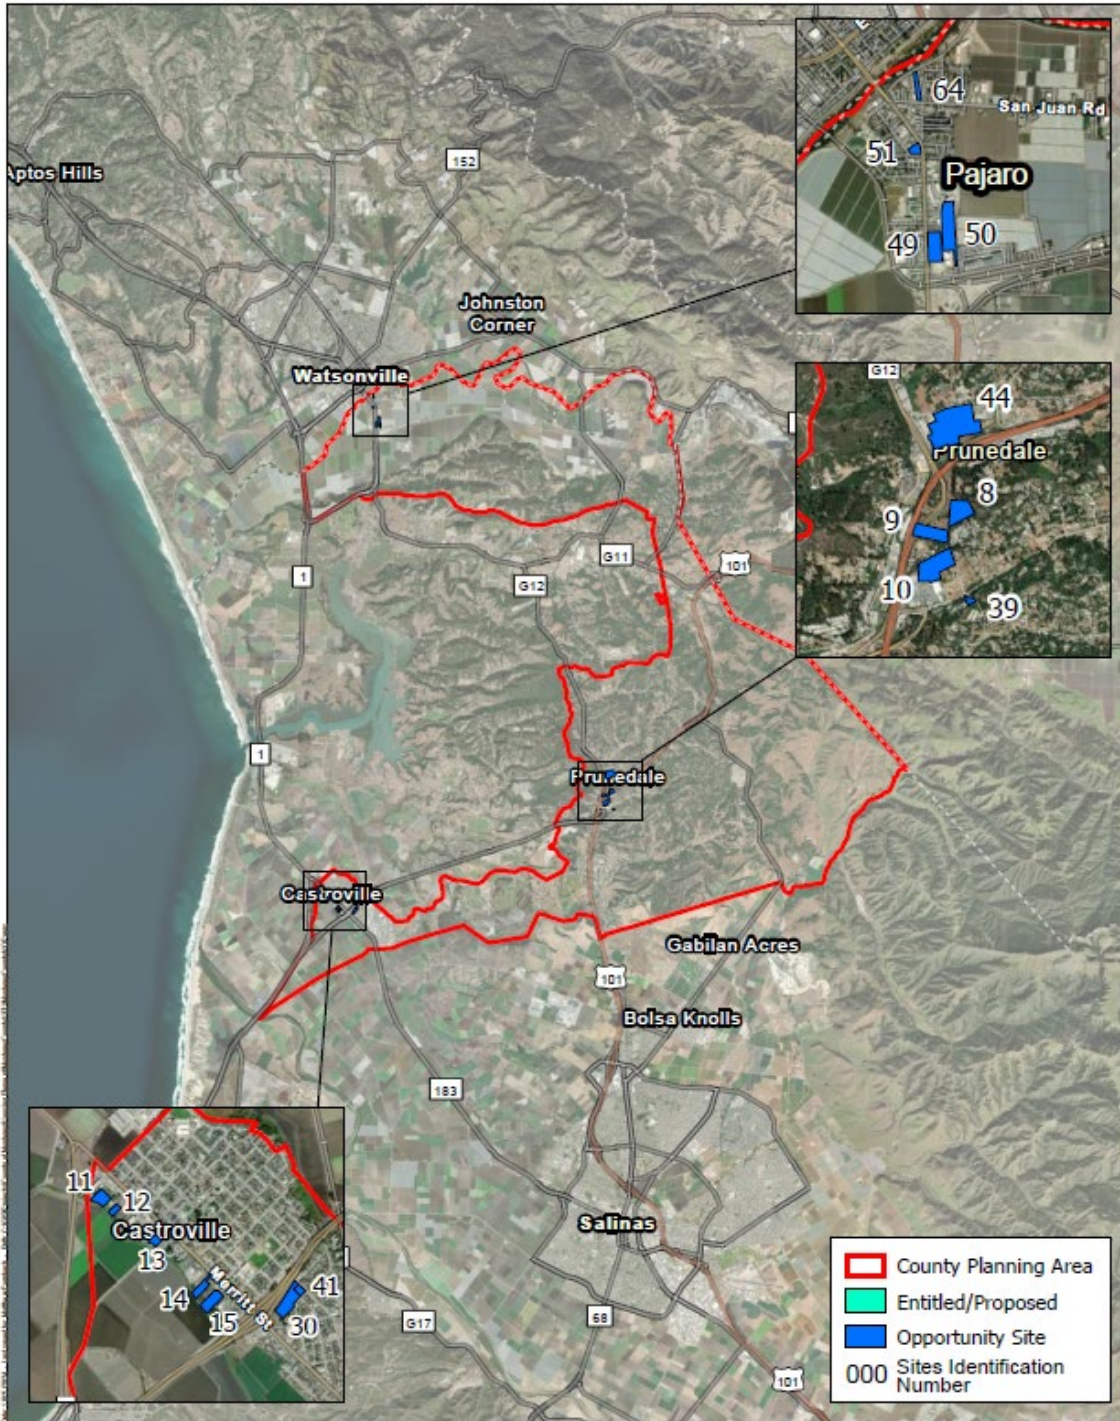 Aptos Hills
152
Johnston
Corner
Watsonville
1
G12
G11
101
1
Prunedale
Castroville
Gabilan Acres
101
Bolsa Knolls
183
Salinas
G17
68
101
64
San Juan Rd
51
Pajaro
49
50
G12
44
Prunedale
8
9
10
39
11
12
Castroville
13
14
Merritt St
15
41
30
County Planning Area
Entitled/Proposed
Opportunity Site
000 Sites Identification
Number